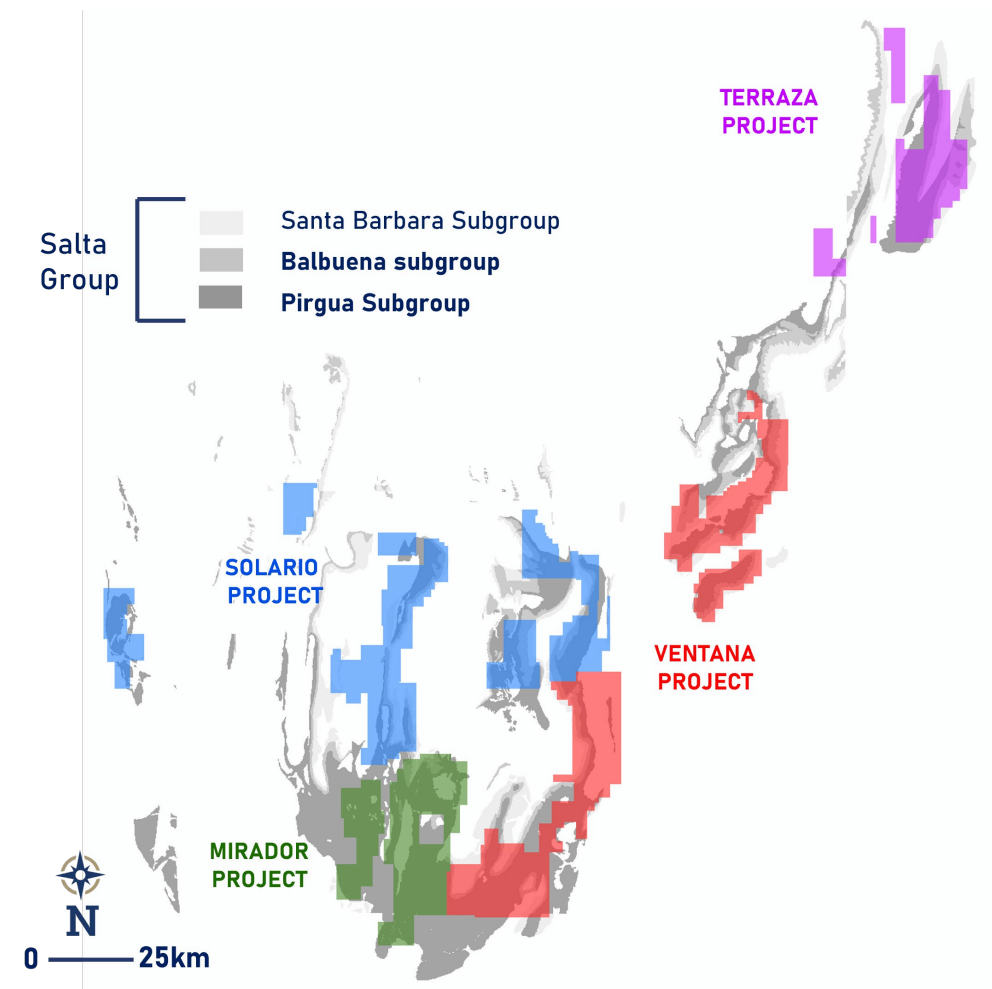 TERRAZA
PROJECT
Salta
Group
Santa Barbara Subgroup
Balbuena subgroup
Pirgua Subgroup
SOLARIO
PROJECT
VENTANA
PROJECT
MIRADOR
PROJECT
N
0 25km